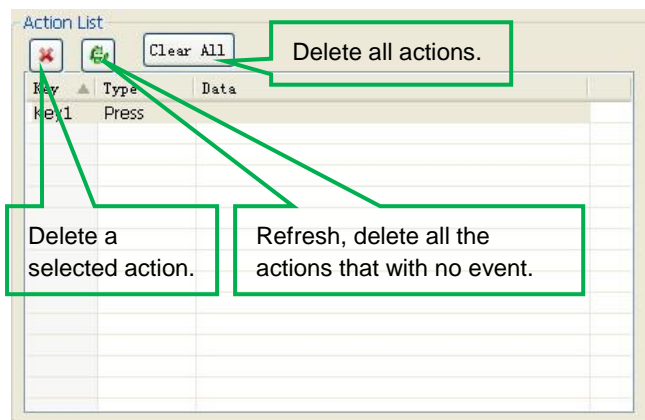 Action List
Clear All
Delete all actions.
Key Type Data
Key1 Press
Delete a
selected action.
Refresh, delete all the
actions that with no event.